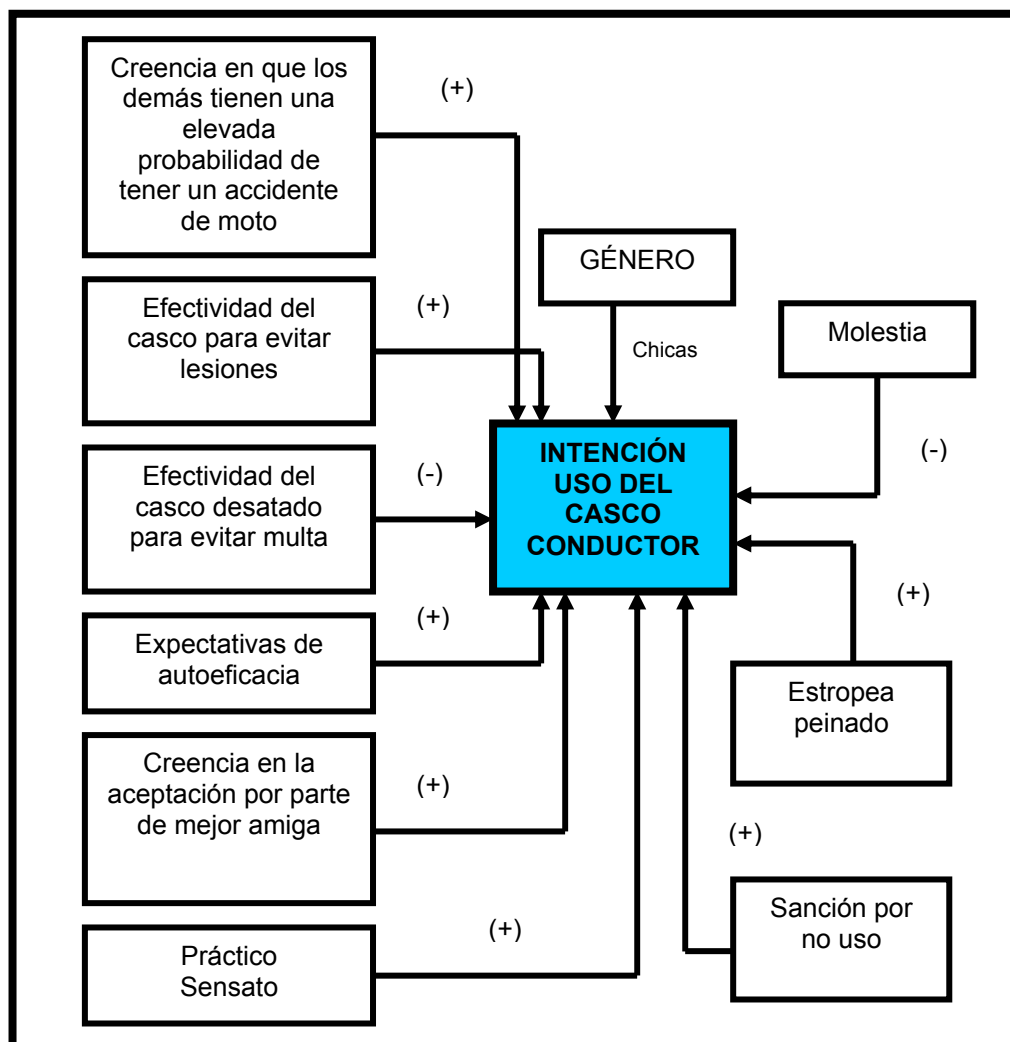 Creencia en que los
demás tienen una
elevada
probabilidad de
tener un accidente
de moto
(+)
Efectividad del
casco para evitar
lesiones
(+)
Efectividad del
casco desatado
para evitar multa
(-)
Expectativas de
autoeficacia
(+)
Creencia en la
aceptación por parte
de mejor amiga
(+)
Práctico
Sensato
(+)
GÉNERO
Chicas
INTENCIÓN
USO DEL
CASCO
CONDUCTOR
Molestia
(-)
Estropea
peinado
(+)
Sanción por
no uso
(+)